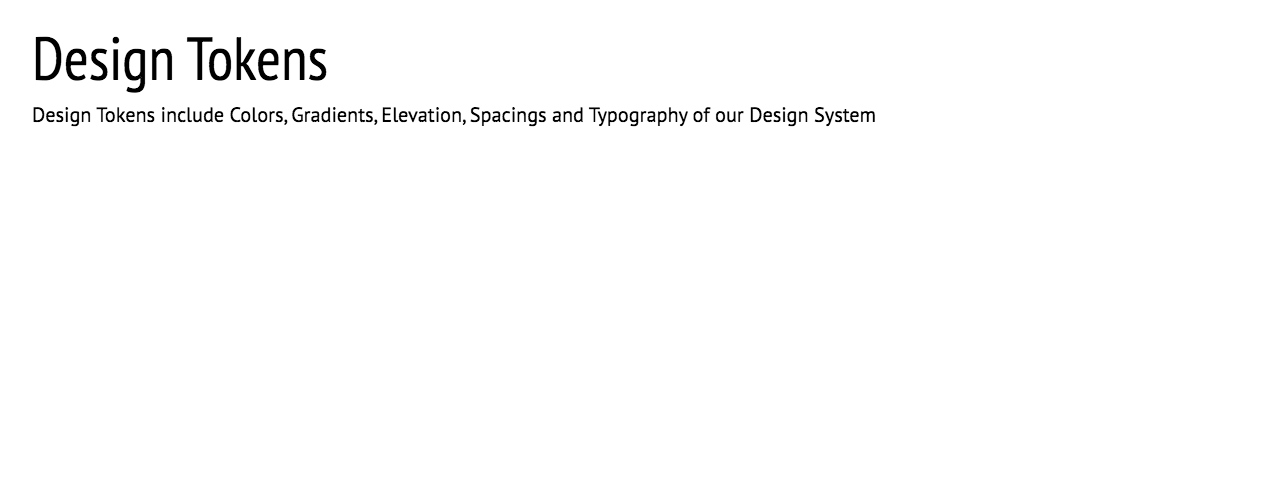 Design Tokens
Design Tokens include Colors, Gradients, Elevation, Spacings and Typography of our Design System